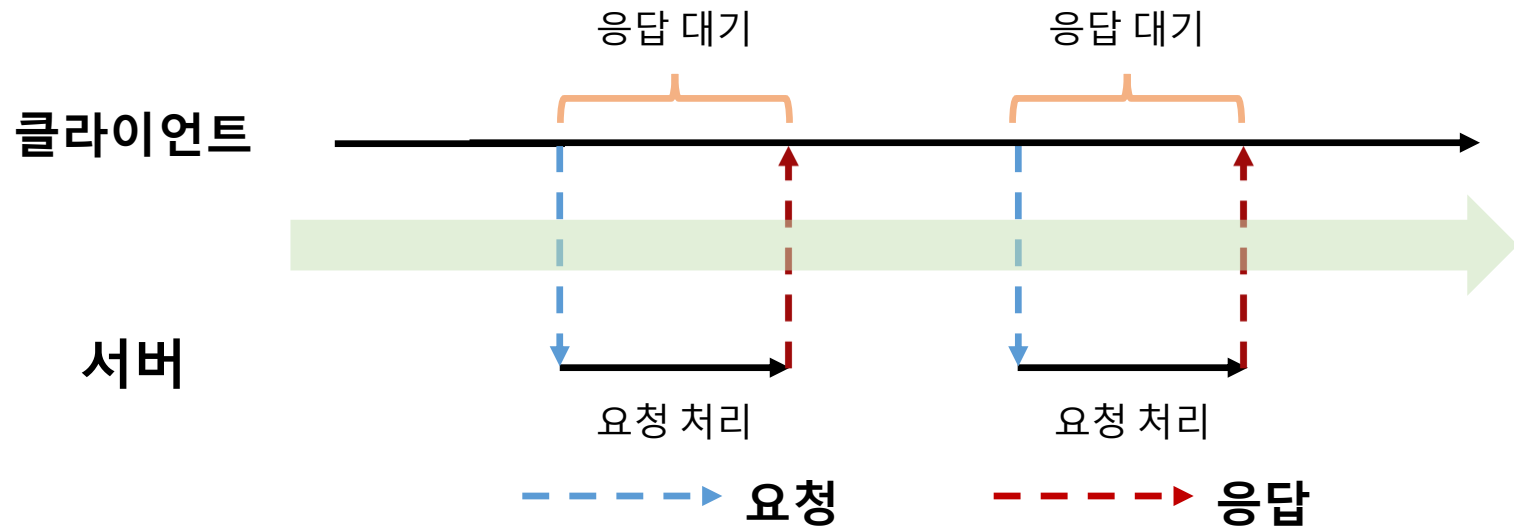 응답 대기
응답 대기
클라이언트
서버
요청 처리
요청 처리
요청
응답